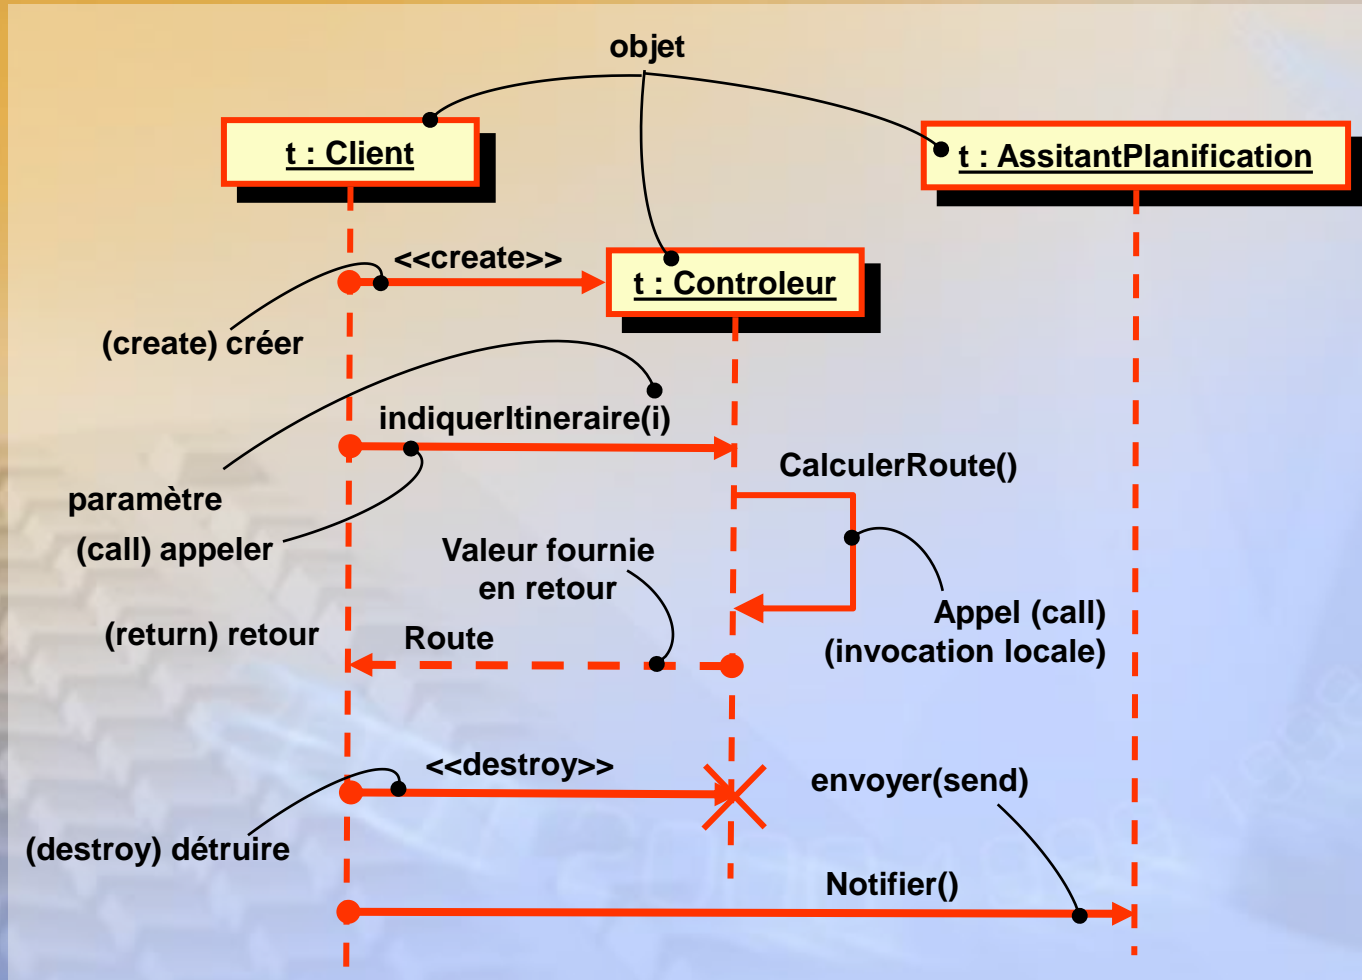 objet
t : Client
t : AssitantPlanification
<<create>>
t : Controleur
(create) créer
indiquerItineraire(i)
CalculerRoute()
paramètre
(call) appeler
Valeur fournie
en retour
Appel (call)
(invocation locale)
(return) retour
Route
<<destroy>>
envoyer(send)
(destroy) détruire
Notifier()